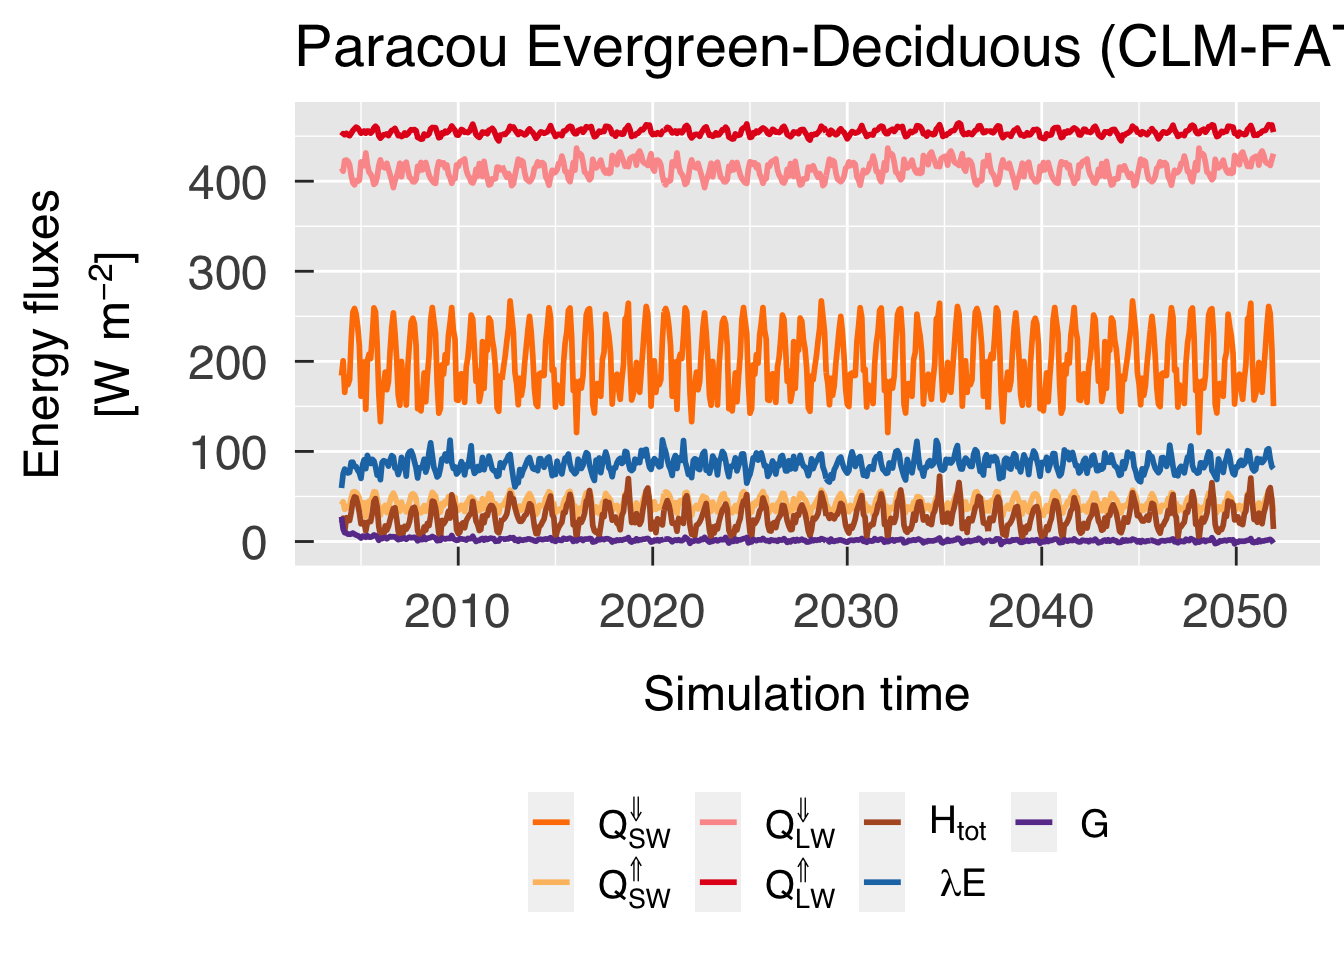 Paracou Evergreen-Deciduous (CLM-FAT
Energy fluxes
[W m⁻²]
400
300
200
100
0
2010 2020 2030 2040 2050
Simulation time
Q⇓SW Q⇓LW Htot G
Q⇑SW Q⇑LW λE